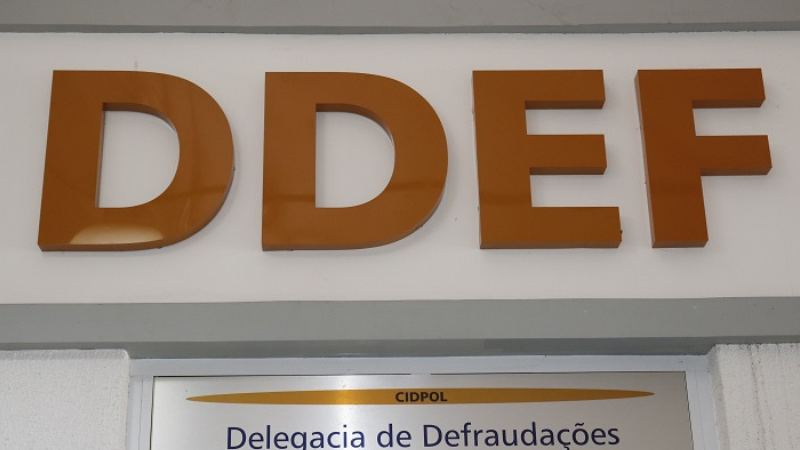 DDEF
CIDPOL
Delegacia de Defraudações